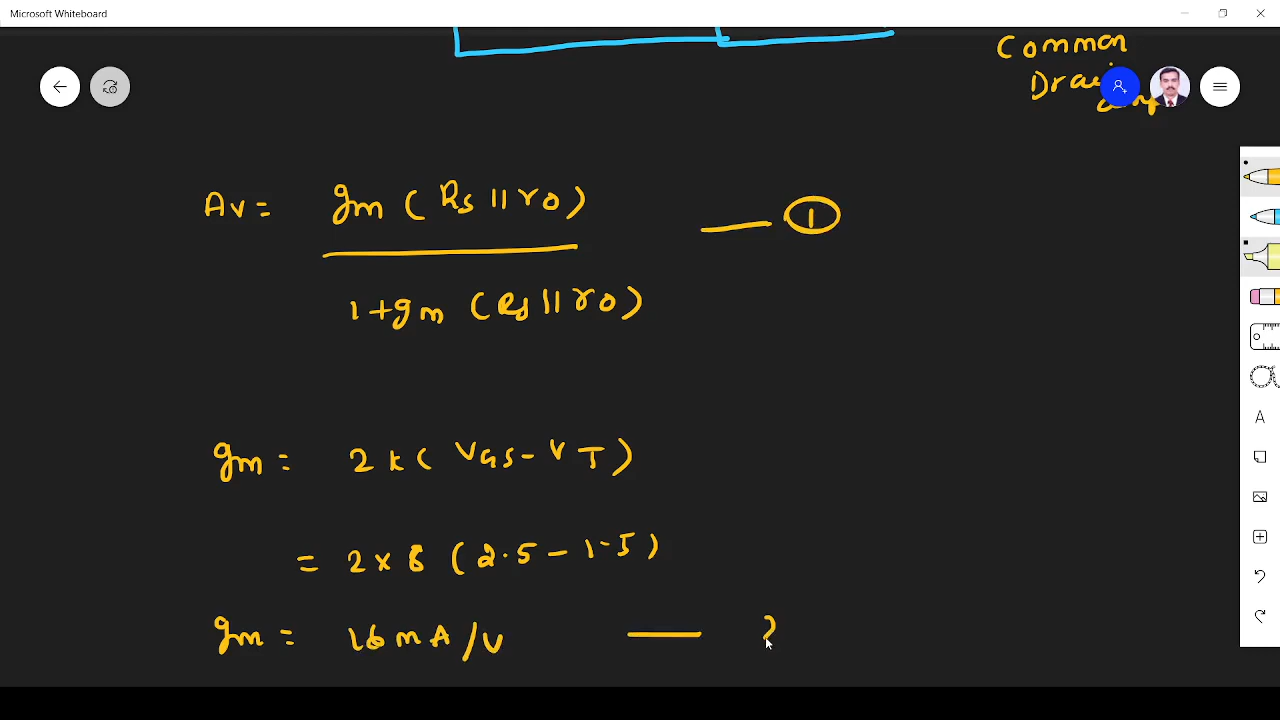 Microsoft Whiteboard
Common
Av = gm ( Rs || ro ) — 1
1 + gm ( Rs || ro )
gm = 2 k ( VGS - VT )
= 2 x 8 ( 2.5 - 1.5 )
gm = 16 m A / V — 2
A